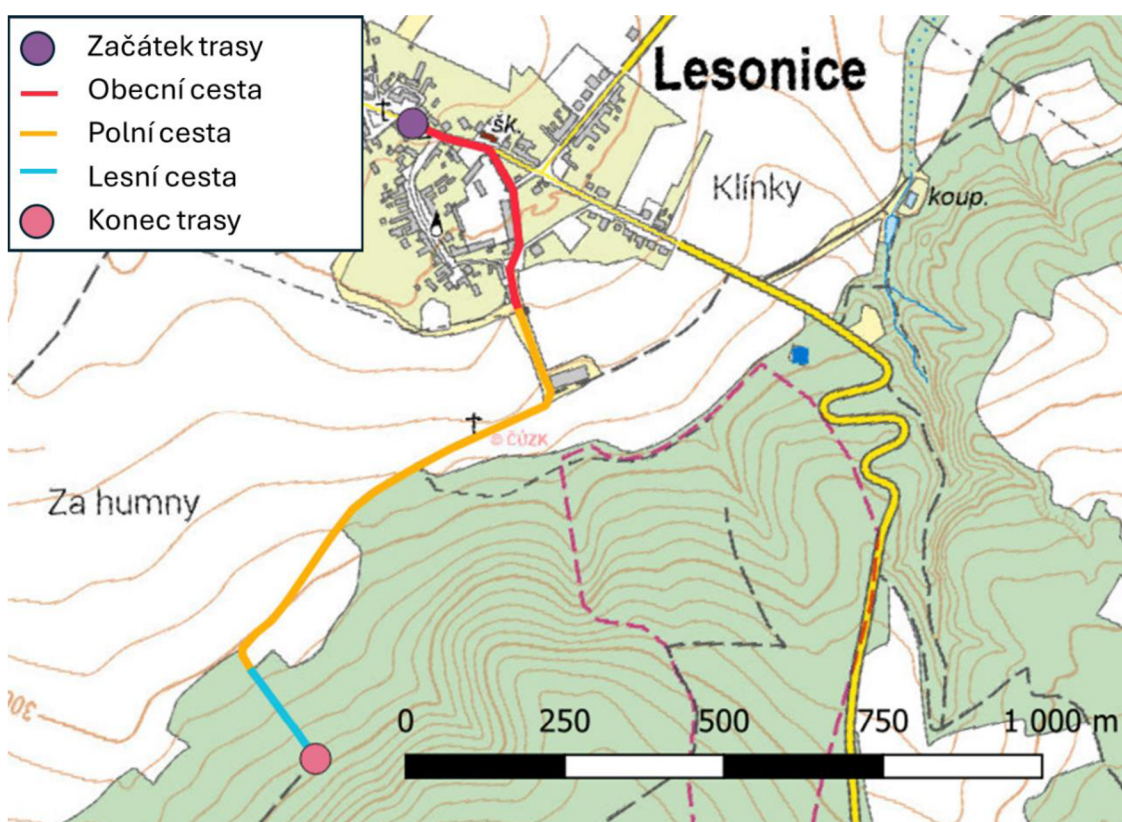 Začátek trasy
Obecní cesta
Polní cesta
Lesní cesta
Konec trasy
Lesonice
šk.
Klínky
koup.
© ČÚZK
Za humny
300
0 250 500 750 1 000 m